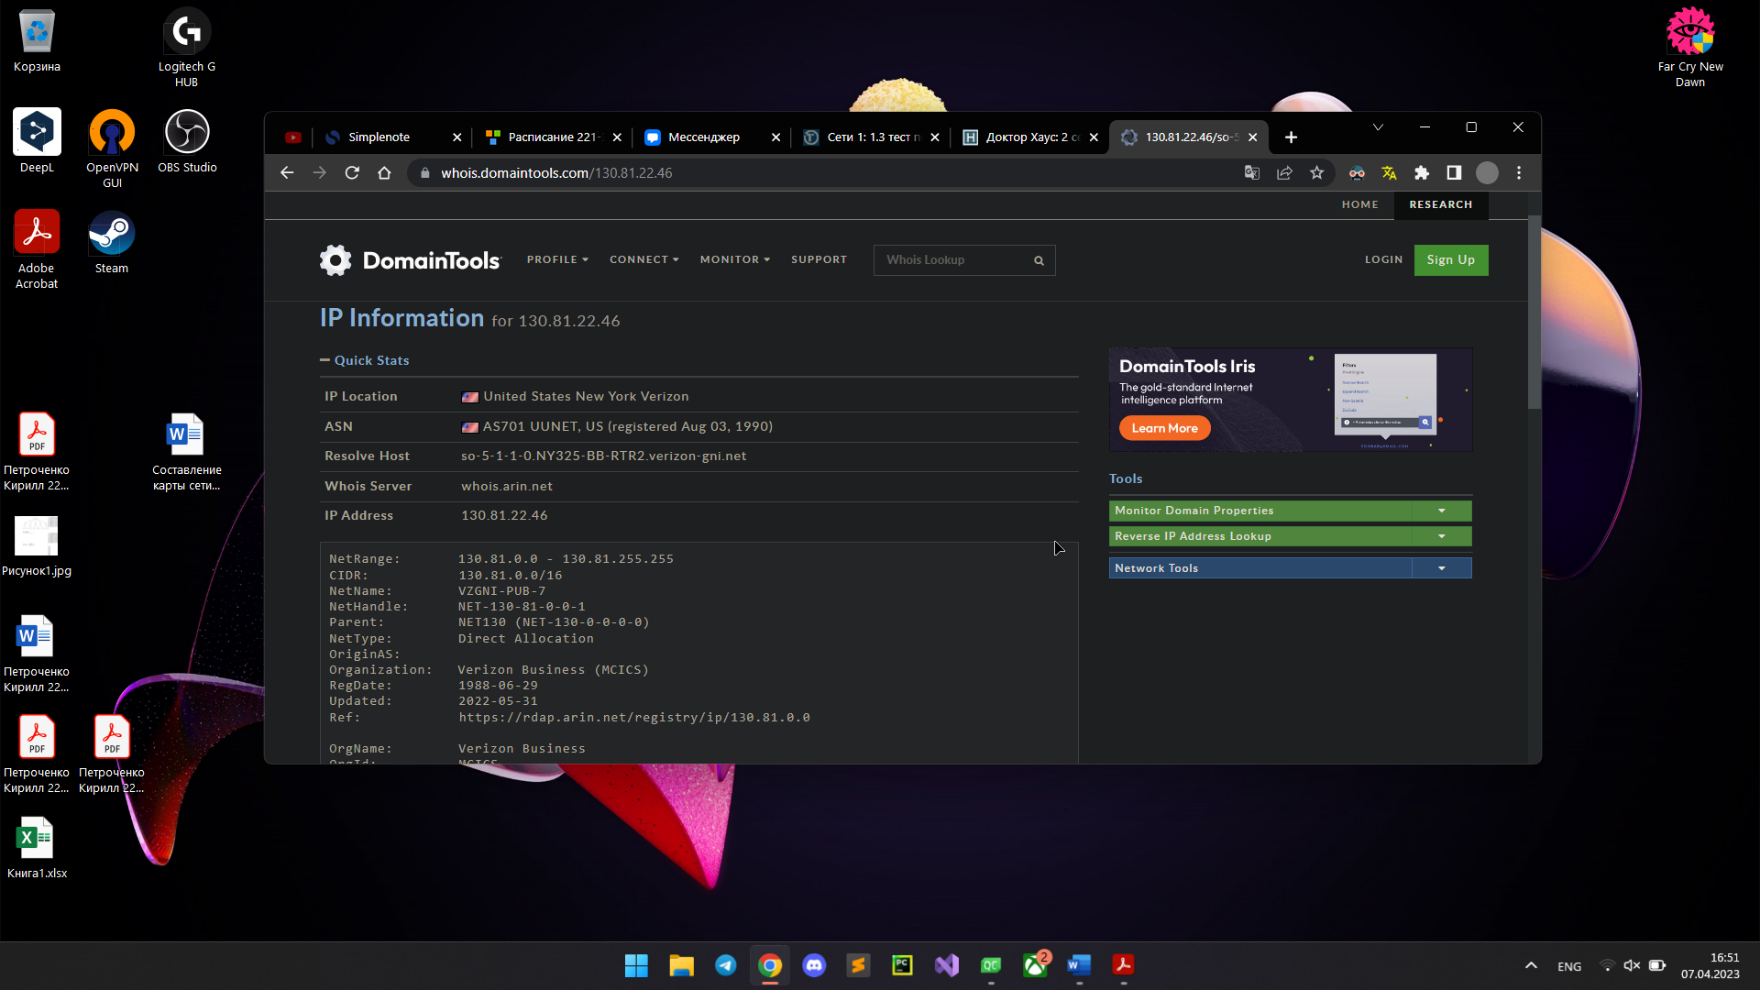 Корзина
Logitech G
HUB
Far Cry New
Dawn
DeepL
OpenVPN
GUI
OBS Studio
Adobe
Acrobat
Steam
Петроченко
Кирилл 22...
Составление
карты сети...
Рисунок1.jpg
Петроченко
Кирилл 22...
Петроченко
Кирилл 22...
Петроченко
Кирилл 22...
Книга1.xlsx
Simplenote
Расписание 221-
Мессенджер
Сети 1: 1.3 тест п
Доктор Хаус: 2 се
130.81.22.46/so-5
whois.domaintools.com/130.81.22.46
HOME
RESEARCH
DomainTools
PROFILE
CONNECT
MONITOR
SUPPORT
Whois Lookup
LOGIN
Sign Up
IP Information for 130.81.22.46
Quick Stats
IP Location United States New York Verizon
ASN AS701 UUNET, US (registered Aug 03, 1990)
Resolve Host so-5-1-1-0.NY325-BB-RTR2.verizon-gni.net
Whois Server whois.arin.net
IP Address 130.81.22.46
NetRange: 130.81.0.0 - 130.81.255.255
CIDR: 130.81.0.0/16
NetName: VZGNI-PUB-7
NetHandle: NET-130-81-0-0-1
Parent: NET130 (NET-130-0-0-0-0)
NetType: Direct Allocation
OriginAS:
Organization: Verizon Business (MCICS)
RegDate: 1988-06-29
Updated: 2022-05-31
Ref: https://rdap.arin.net/registry/ip/130.81.0.0
OrgName: Verizon Business
OrgId: MCICS
DomainTools Iris
The gold-standard Internet
intelligence platform
Learn More
Tools
Monitor Domain Properties
Reverse IP Address Lookup
Network Tools
2
ENG
16:51
07.04.2023